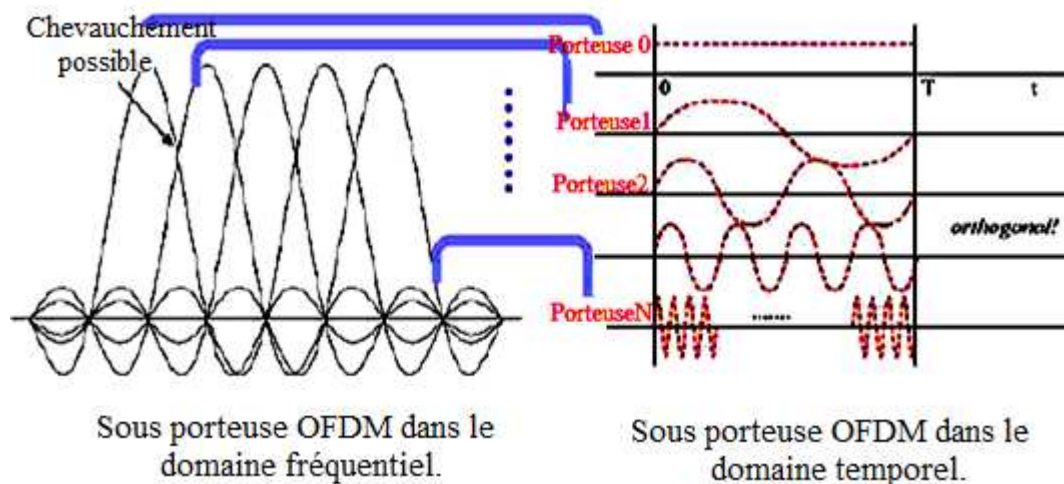 Chevauchement
possible
Porteuse 0
0
T
t
Porteuse1
Porteuse2
orthogonal!
PorteuseN
Sous porteuse OFDM dans le
domaine fréquentiel.
Sous porteuse OFDM dans le
domaine temporel.